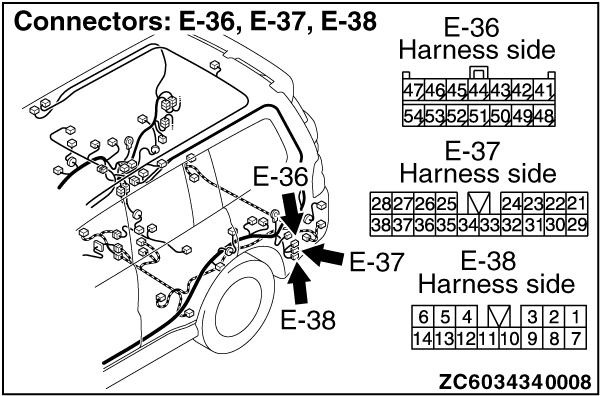 Connectors: E-36, E-37, E-38
E-36
Harness side
47 46 45 44 43 42 41
54 53 52 51 50 49 48
E-37
Harness side
28 27 26 25 24 23 22 21
38 37 36 35 34 33 32 31 30 29
E-38
Harness side
6 5 4 3 2 1
14 13 12 11 10 9 8 7
E-36
E-37
E-38
ZC6034340008